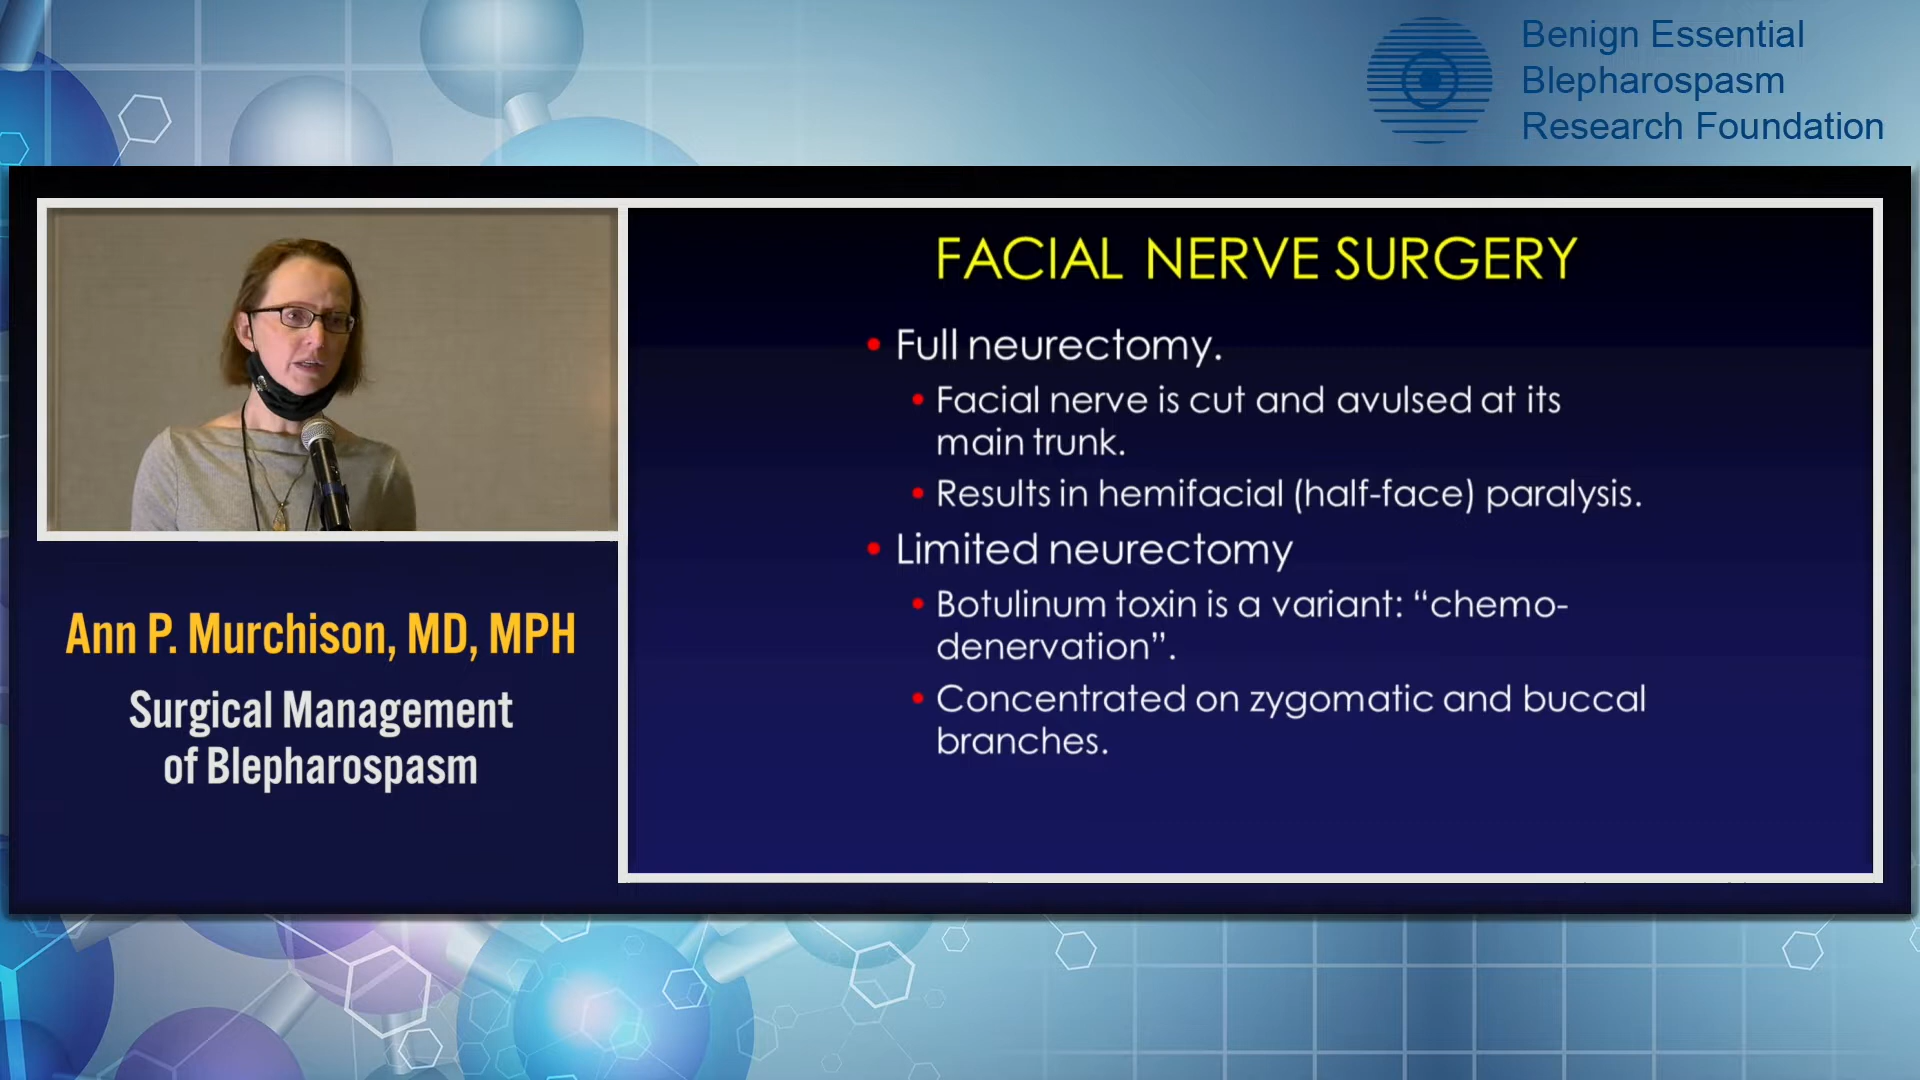 Benign Essential
Blepharospasm
Research Foundation
FACIAL NERVE SURGERY
• Full neurectomy.
• Facial nerve is cut and avulsed at its
main trunk.
• Results in hemifacial (half-face) paralysis.
• Limited neurectomy
• Botulinum toxin is a variant: “chemo-
denervation”.
• Concentrated on zygomatic and buccal
branches.
Ann P. Murchison, MD, MPH
Surgical Management
of Blepharospasm